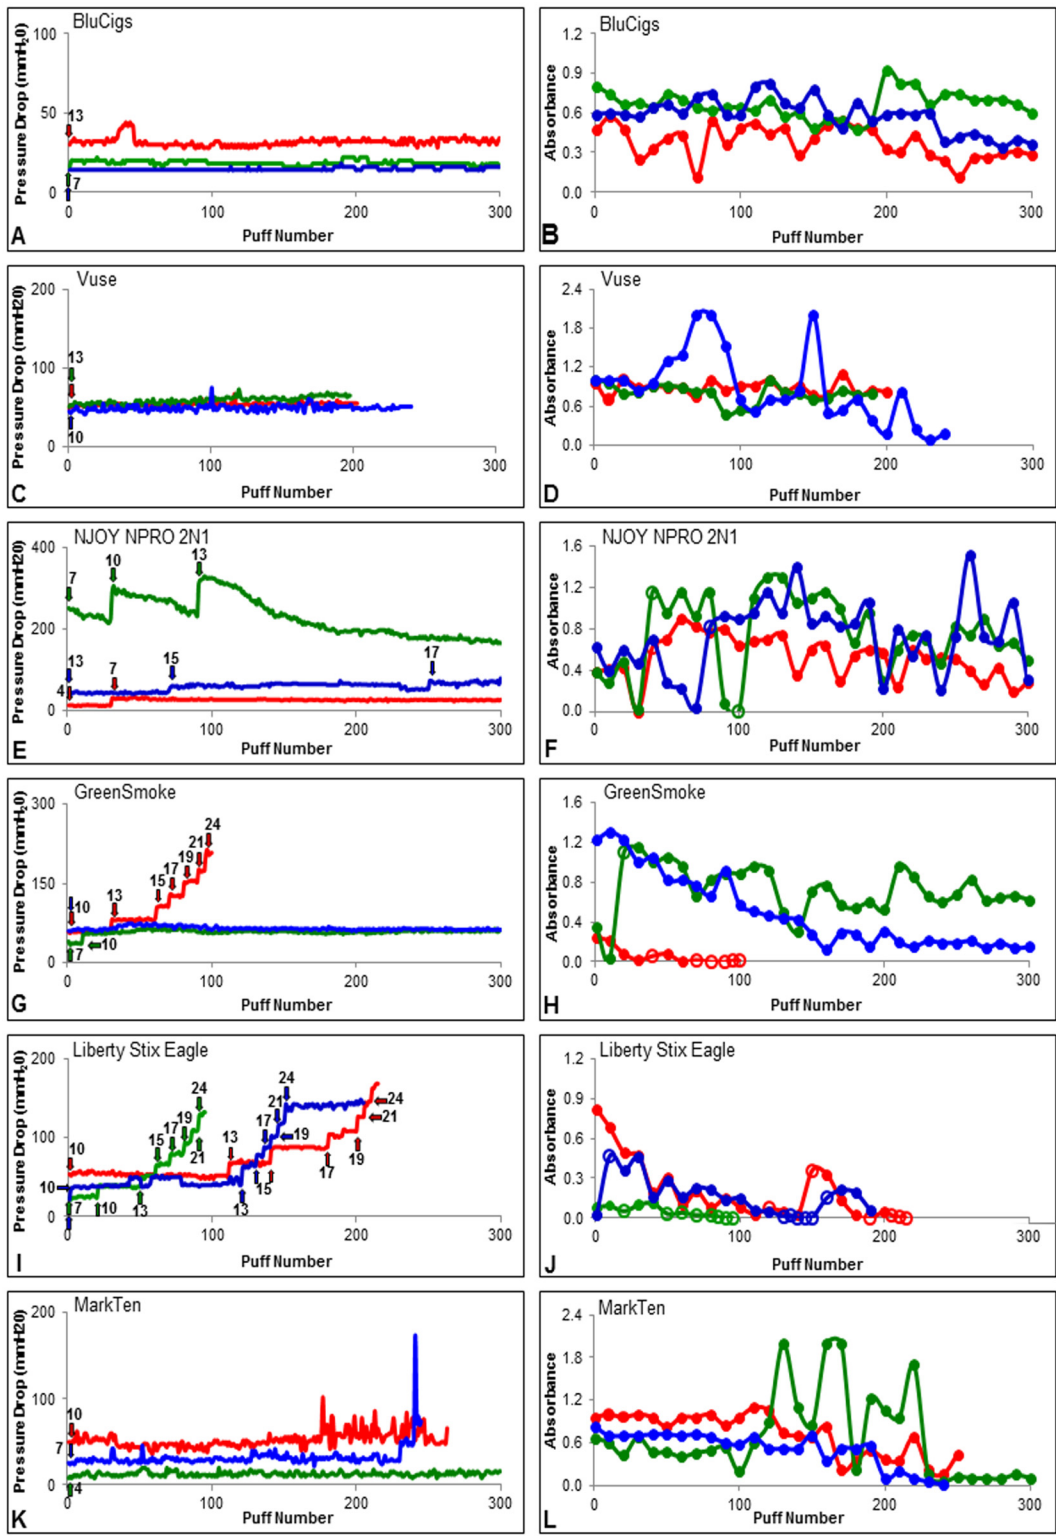 BluCigs
Pressure Drop (mmH₂0)
100
50
0
13
7
0 100 200 300
Puff Number
A
BluCigs
Absorbance
1.2
0.9
0.6
0.3
0.0
0 100 200 300
Puff Number
B
Vuse
Pressure Drop (mmH20)
200
100
0
13
10
0 100 200 300
Puff Number
C
Vuse
Absorbance
2.4
1.8
1.2
0.6
0.0
0 100 200 300
Puff Number
D
NJOY NPRO 2N1
Pressure Drop (mmH20)
400
200
0
7 10 13
13 7 15 17
4
0 100 200 300
Puff Number
E
NJOY NPRO 2N1
Absorbance
1.6
1.2
0.8
0.4
0.0
0 100 200 300
Puff Number
F
GreenSmoke
Pressure Drop (mmH₂0)
300
150
0
24
21
19
17
15
13
10
10
7
0 100 200 300
Puff Number
G
GreenSmoke
Absorbance
1.6
1.2
0.8
0.4
0.0
0 100 200 300
Puff Number
H
Liberty Stix Eagle
Pressure Drop (mmH₂0)
200
100
0
24
19
17
15
21
24
21
17
19
13
10
10
7
10
13
13
15
17
19
21
24
0 100 200 300
Puff Number
I
Liberty Stix Eagle
Absorbance
1.2
0.9
0.6
0.3
0.0
0 100 200 300
Puff Number
J
MarkTen
Pressure Drop (mmH20)
200
100
0
10
7
4
0 100 200 300
Puff Number
K
MarkTen
Absorbance
2.4
1.8
1.2
0.6
0.0
0 100 200 300
Puff Number
L